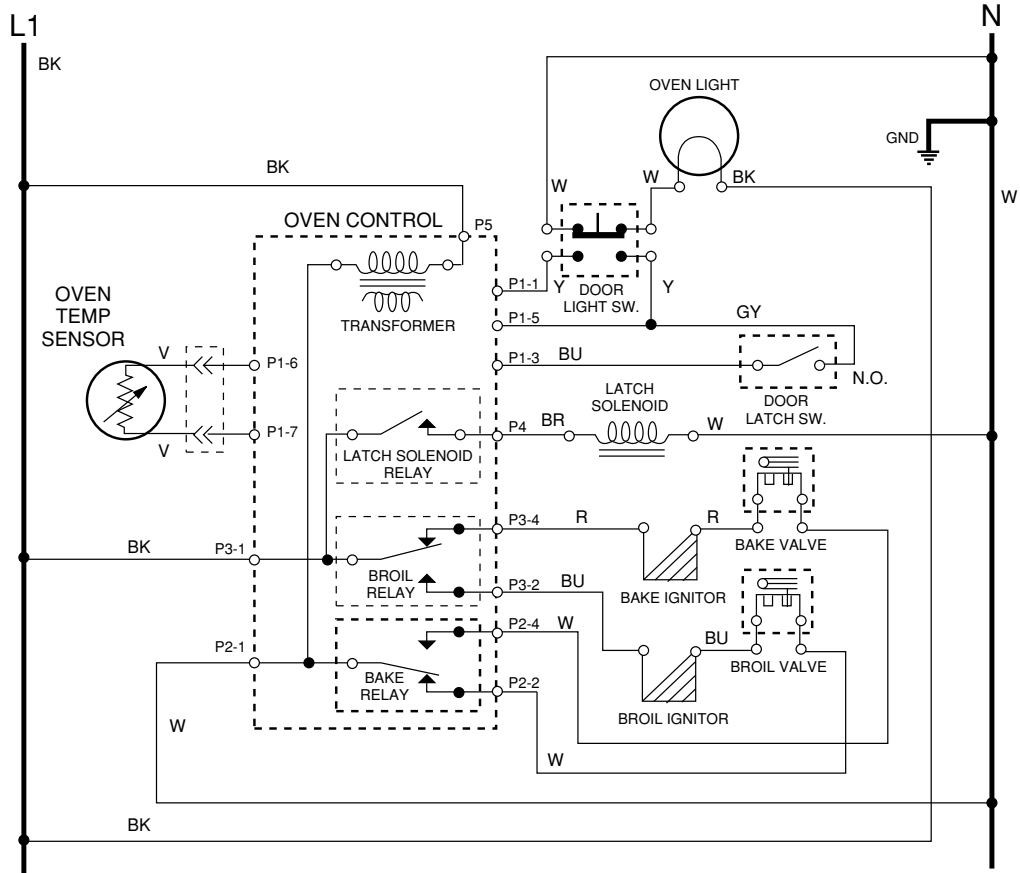 L1
N
BK
OVEN LIGHT
GND
BK
W
W
BK
W
OVEN CONTROL
P5
P1-1
Y
DOOR
LIGHT SW.
Y
OVEN
TEMP
SENSOR
TRANSFORMER
P1-5
GY
V
P1-6
P1-3
BU
N.O.
DOOR
LATCH SW.
LATCH
SOLENOID
V
P1-7
P4
BR
W
LATCH SOLENOID
RELAY
BK
P3-1
P3-4
R
R
BAKE VALVE
BROIL
RELAY
P3-2
BU
BAKE IGNITOR
P2-4
W
P2-1
BU
BROIL VALVE
BAKE
RELAY
P2-2
BROIL IGNITOR
W
W
BK